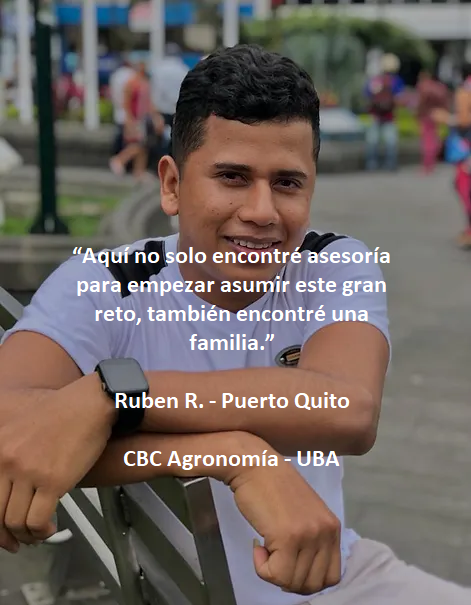 “Aquí no solo encontré asesoría
para empezar asumir este gran
reto, también encontré una
familia.”
Ruben R. - Puerto Quito
CBC Agronomía - UBA